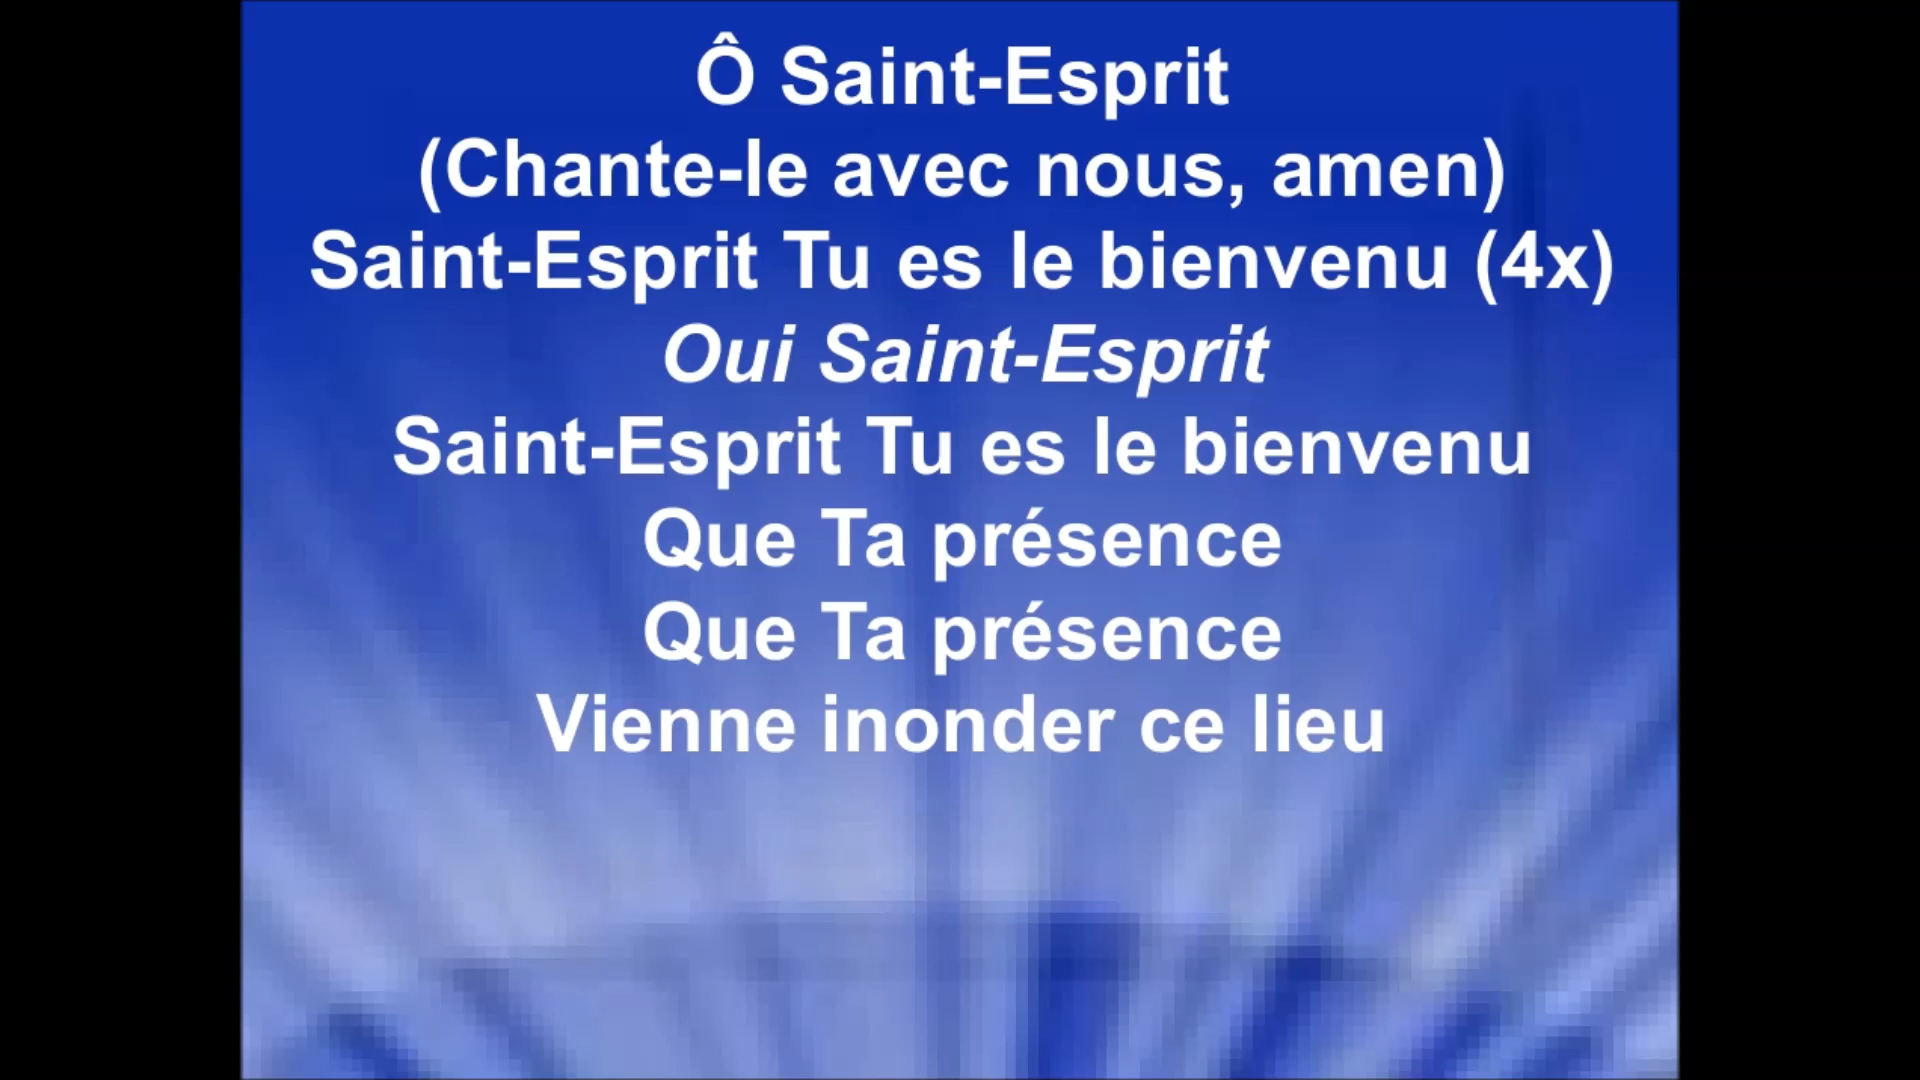 Ô Saint-Esprit
(Chante-le avec nous, amen)
Saint-Esprit Tu es le bienvenu (4x)
Oui Saint-Esprit
Saint-Esprit Tu es le bienvenu
Que Ta présence
Que Ta présence
Vienne inonder ce lieu